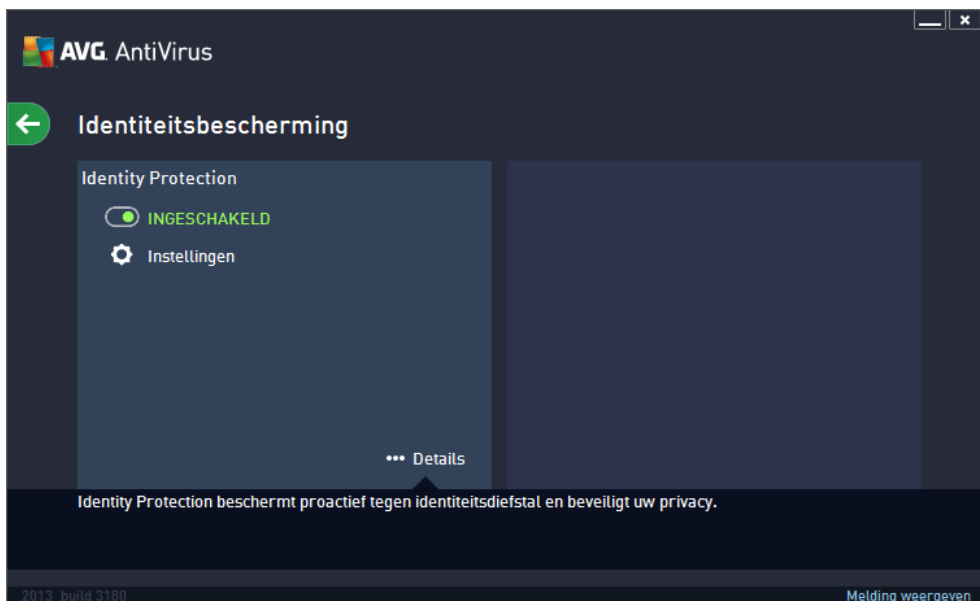 AVG. AntiVirus
Identiteitsbescherming
Identity Protection
INGESCHAKELD
Instellingen
••• Details
Identity Protection beschermt proactief tegen identiteitsdiefstal en beveiligt uw privacy.
2013 build 3180
Melding weergeven